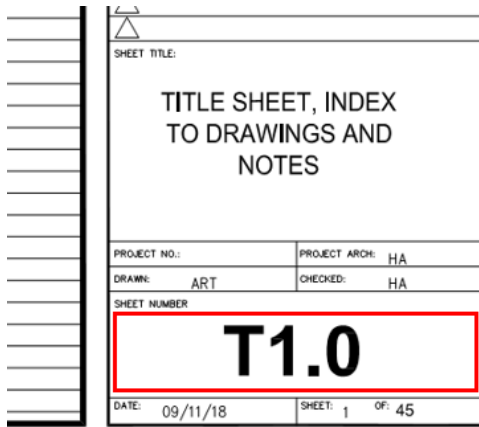 SHEET TITLE:
TITLE SHEET, INDEX
TO DRAWINGS AND
NOTES
PROJECT NO.: PROJECT ARCH: HA
DRAWN: ART CHECKED: HA
SHEET NUMBER
T1.0
DATE: 09/11/18 SHEET: 1 OF: 45